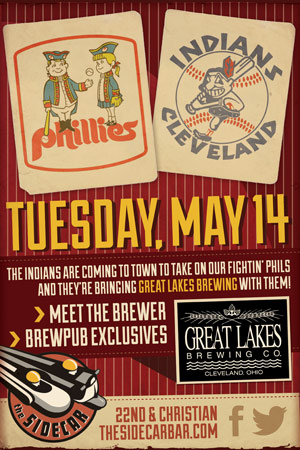 Phillies
INDIANS
CLEVELAND
TUESDAY, MAY 14
THE INDIANS ARE COMING TO TOWN TO TAKE ON OUR FIGHTIN' PHILS
AND THEY'RE BRINGING GREAT LAKES BREWING WITH THEM!
> MEET THE BREWER
> BREWPUB EXCLUSIVES
GREAT LAKES
BREWING CO.
CLEVELAND, OHIO
the SIDECAR
22ND & CHRISTIAN
THESIDECARBAR.COM
f